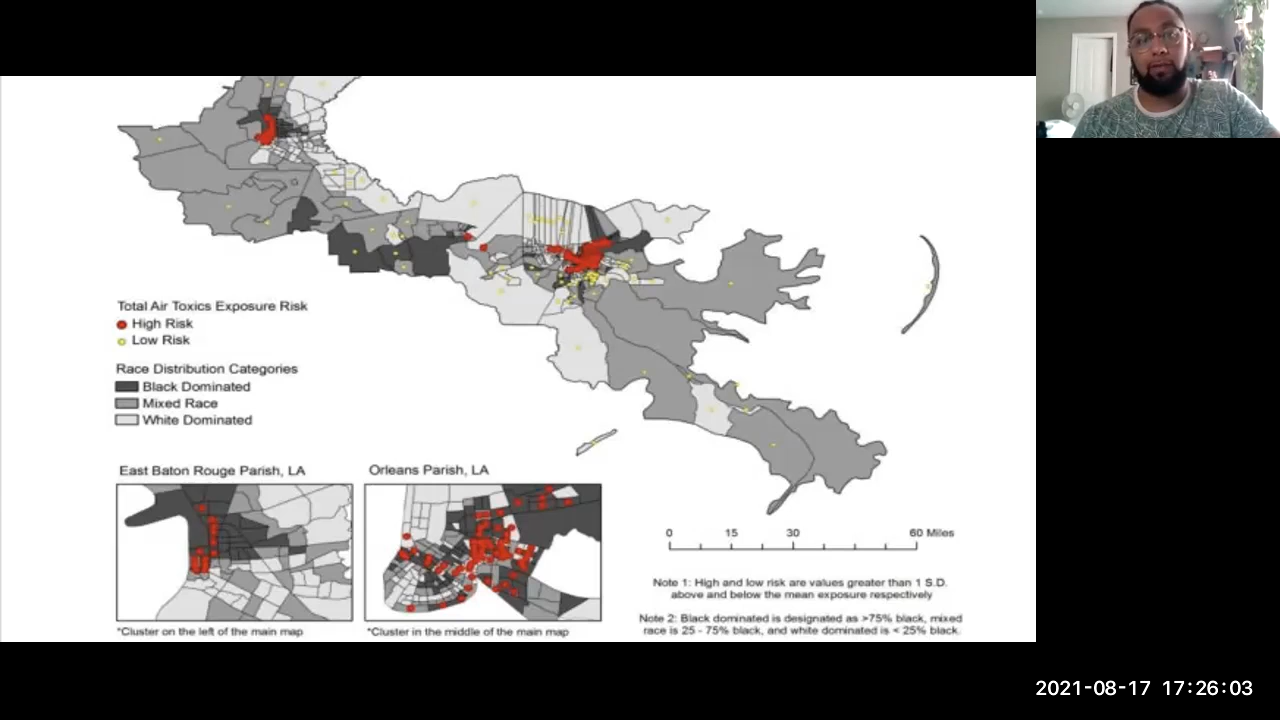 Total Air Toxics Exposure Risk
High Risk
Low Risk
Race Distribution Categories
Black Dominated
Mixed Race
White Dominated
East Baton Rouge Parish, LA
Orleans Parish, LA
*Cluster on the left of the main map
*Cluster in the middle of the main map
0 15 30 60 Miles
Note 1: High and low risk are values greater than 1 S.D.
above and below the mean exposure respectively
Note 2: Black dominated is designated as >75% black, mixed
race is 25 - 75% black, and white dominated is < 25% black.
2021-08-17 17:26:03